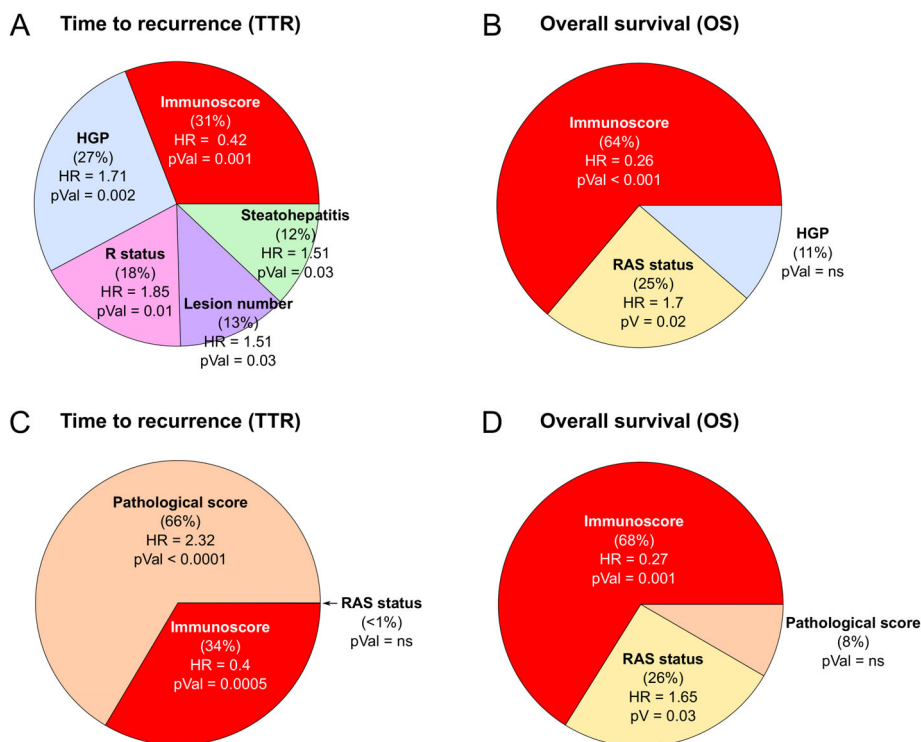 A Time to recurrence (TTR)
Immunoscore
(31%)
HR = 0.42
pVal = 0.001
HGP
(27%)
HR = 1.71
pVal = 0.002
Steatohepatitis
(12%)
HR = 1.51
pVal = 0.03
R status
(18%)
HR = 1.85
pVal = 0.01
Lesion number
(13%)
HR = 1.51
pVal = 0.03
B Overall survival (OS)
Immunoscore
(64%)
HR = 0.26
pVal < 0.001
HGP
(11%)
pVal = ns
RAS status
(25%)
HR = 1.7
pV = 0.02
C Time to recurrence (TTR)
Pathological score
(66%)
HR = 2.32
pVal < 0.0001
RAS status
(<1%)
pVal = ns
Immunoscore
(34%)
HR = 0.4
pVal = 0.0005
D Overall survival (OS)
Immunoscore
(68%)
HR = 0.27
pVal = 0.001
Pathological score
(8%)
pVal = ns
RAS status
(26%)
HR = 1.65
pV = 0.03